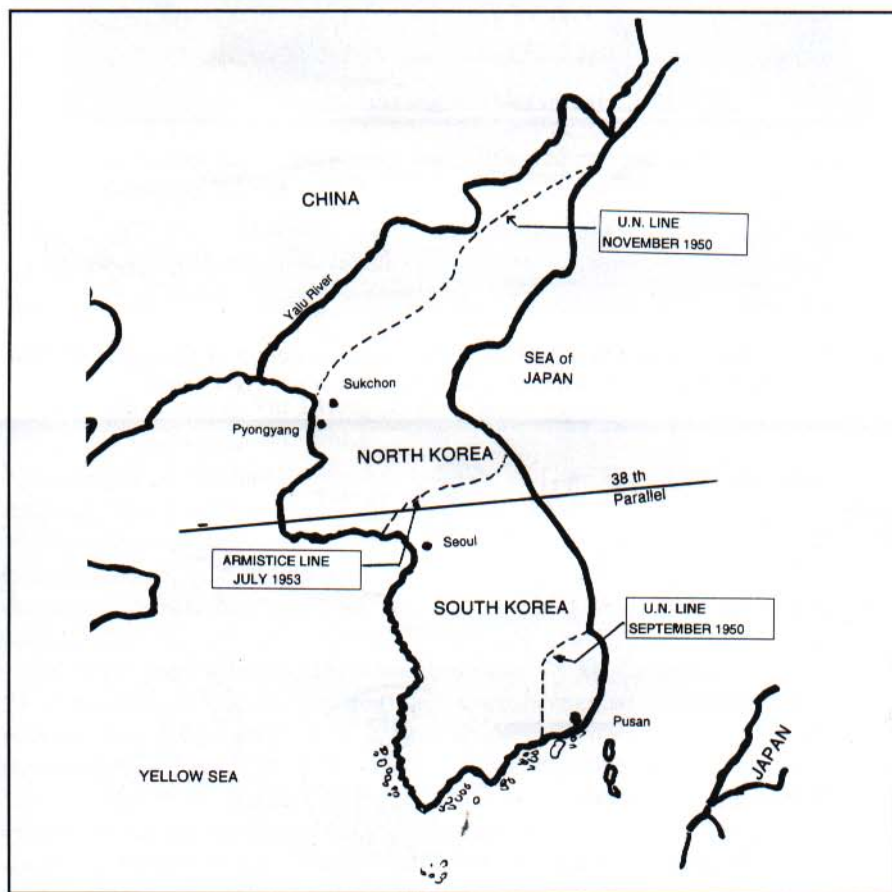 CHINA
U.N. LINE
NOVEMBER 1950
Yalu River
SEA of
JAPAN
Sukchon
Pyongyang
NORTH KOREA
38 th
Parallel
Seoul
ARMISTICE LINE
JULY 1953
SOUTH KOREA
U.N. LINE
SEPTEMBER 1950
Pusan
JAPAN
YELLOW SEA